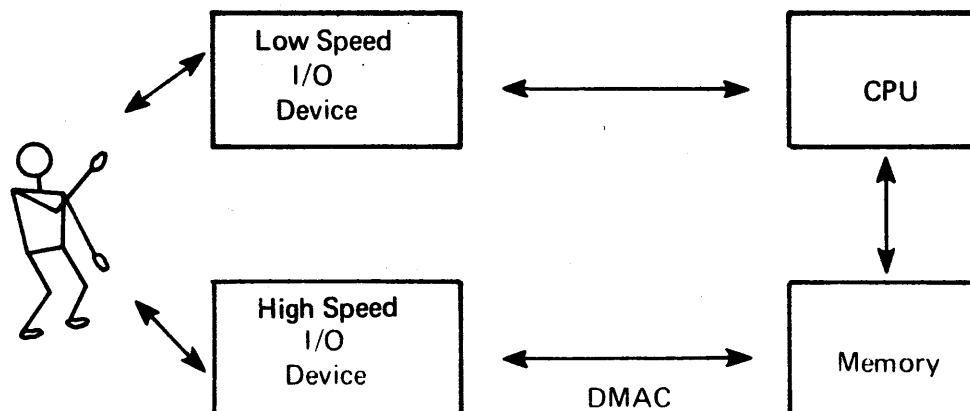 Low Speed
I/O
Device
CPU
High Speed
I/O
Device
DMAC
Memory